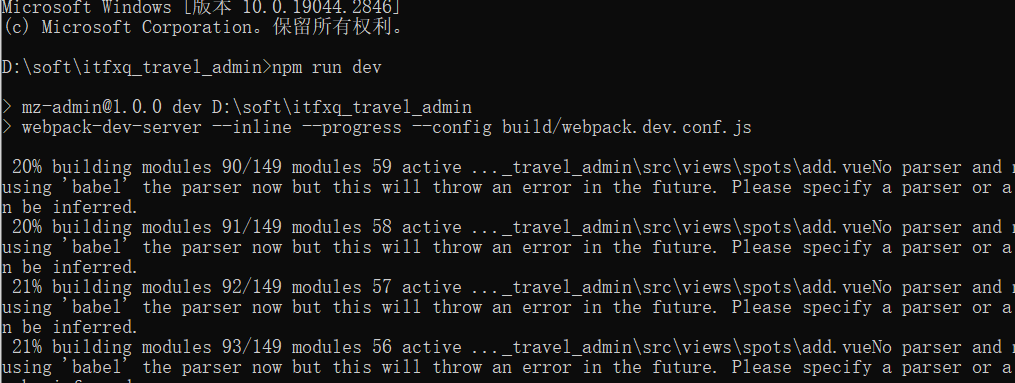 Microsoft Windows [版本 10.0.19044.2846]
(c) Microsoft Corporation。保留所有权利。
D:\soft\itfxq_travel_admin>npm run dev
> mz-admin@1.0.0 dev D:\soft\itfxq_travel_admin
> webpack-dev-server --inline --progress --config build/webpack.dev.conf.js
20% building modules 90/149 modules 59 active ..._travel_admin\src\views\spots\add.vueNo parser and
using 'babel' the parser now but this will throw an error in the future. Please specify a parser or a
n be inferred.
20% building modules 91/149 modules 58 active ..._travel_admin\src\views\spots\add.vueNo parser and
using 'babel' the parser now but this will throw an error in the future. Please specify a parser or a
n be inferred.
21% building modules 92/149 modules 57 active ..._travel_admin\src\views\spots\add.vueNo parser and
using 'babel' the parser now but this will throw an error in the future. Please specify a parser or a
n be inferred.
21% building modules 93/149 modules 56 active ..._travel_admin\src\views\spots\add.vueNo parser and
using 'babel' the parser now but this will throw an error in the future. Please specify a parser or a